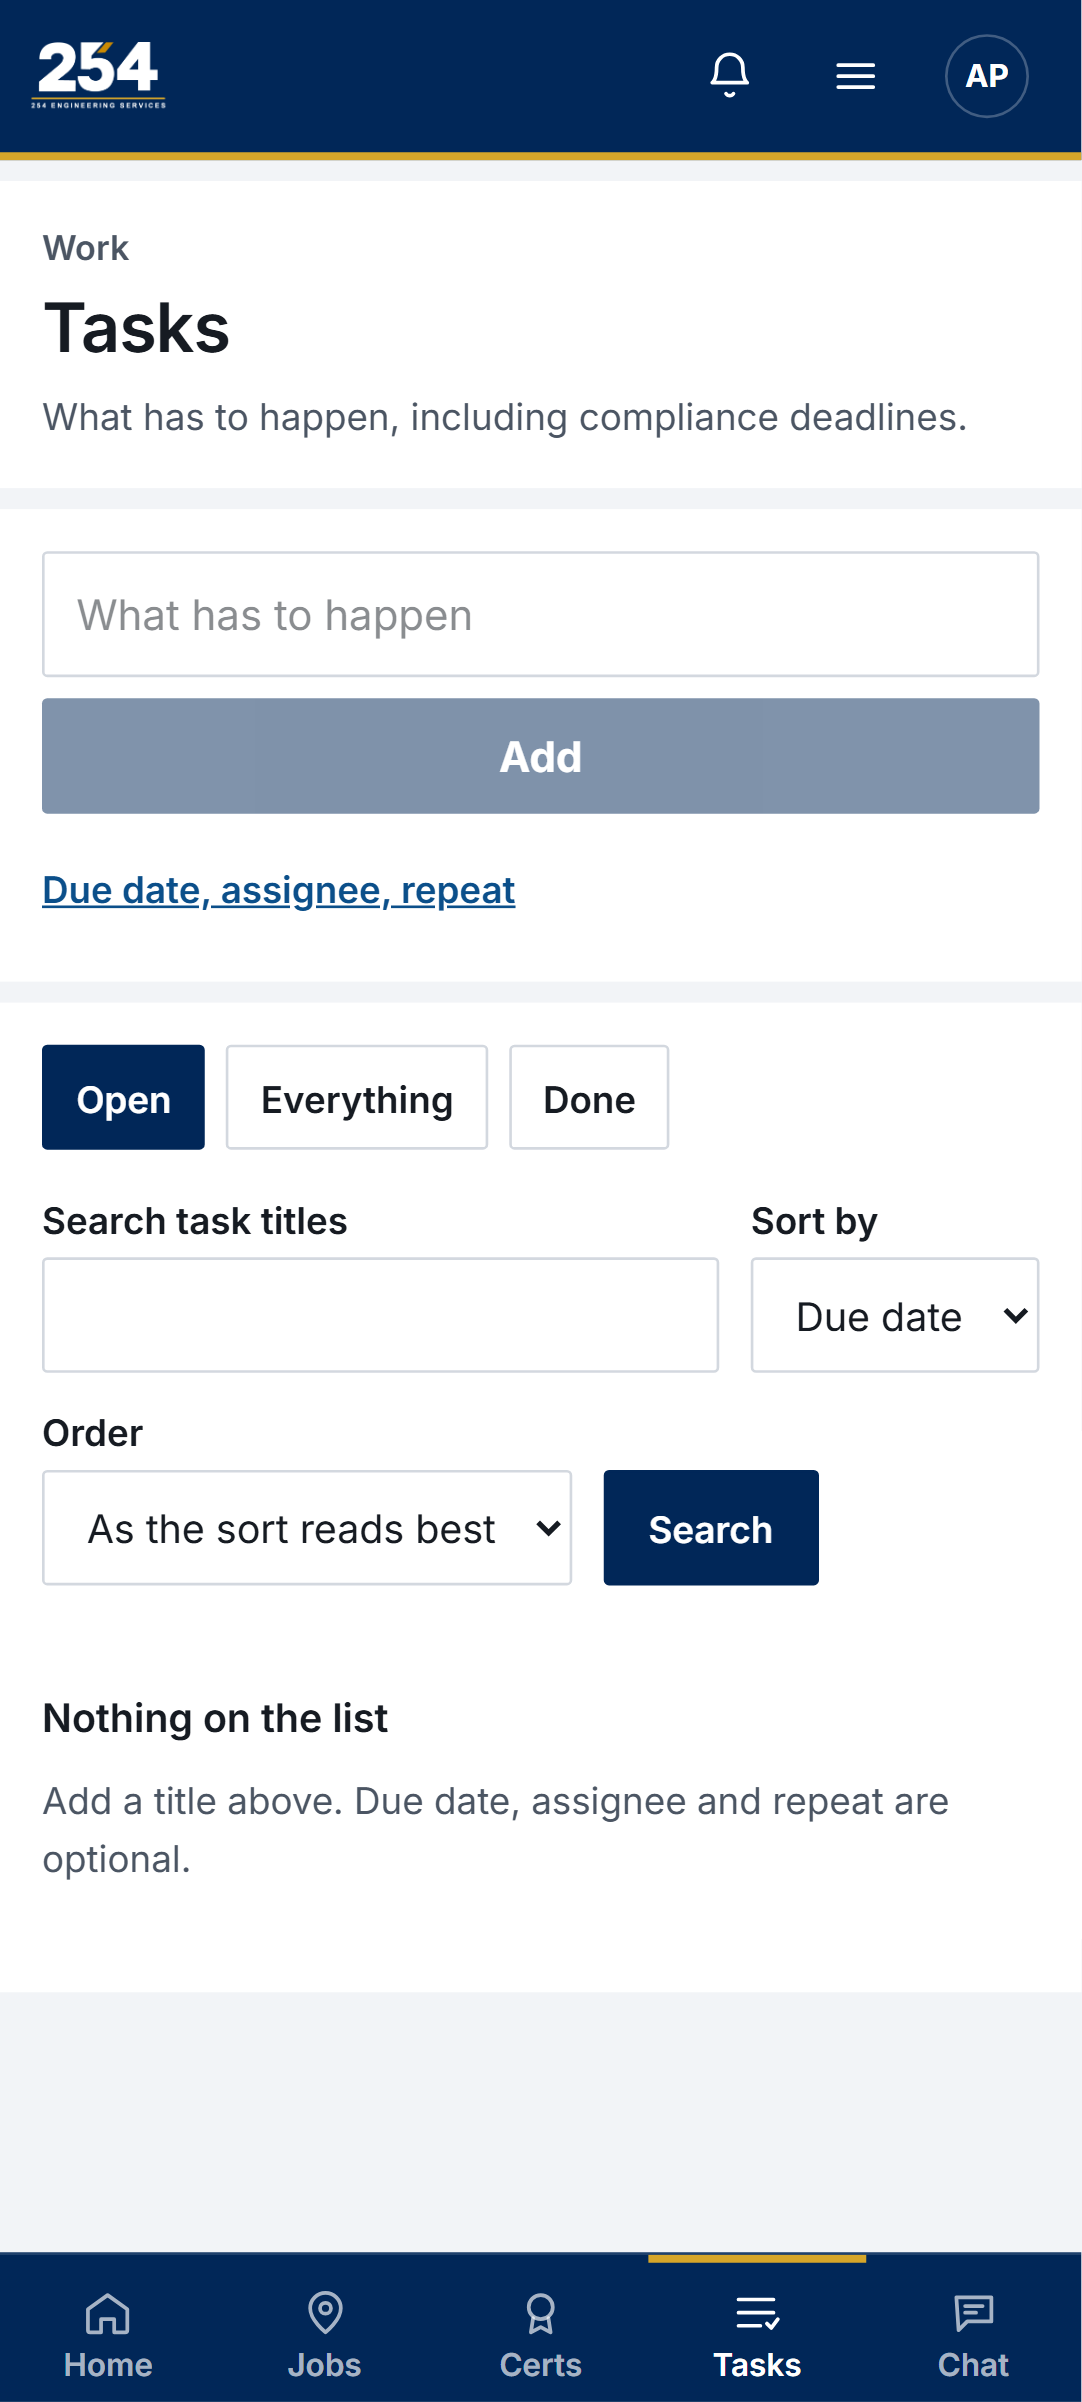 254
254 ENGINEERING SERVICES
AP
Work
Tasks
What has to happen, including compliance deadlines.
What has to happen
Add
Due date, assignee, repeat
Open
Everything
Done
Search task titles
Sort by
Due date
Order
As the sort reads best
Search
Nothing on the list
Add a title above. Due date, assignee and repeat are
optional.
Home
Jobs
Certs
Tasks
Chat